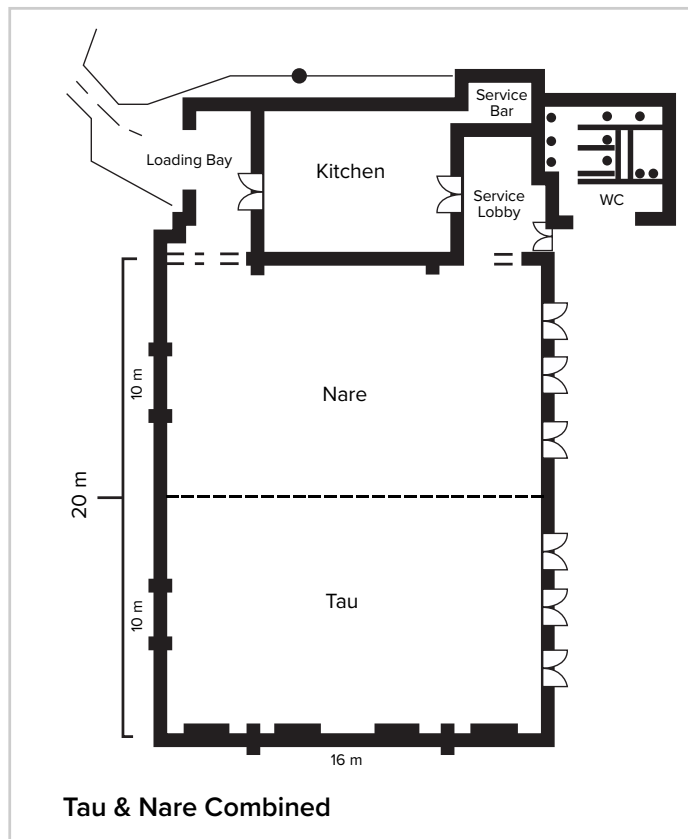 Service
Bar
Loading Bay
Kitchen
Service
Lobby
WC
10 m
Nare
20 m
10 m
Tau
16 m
Tau & Nare Combined